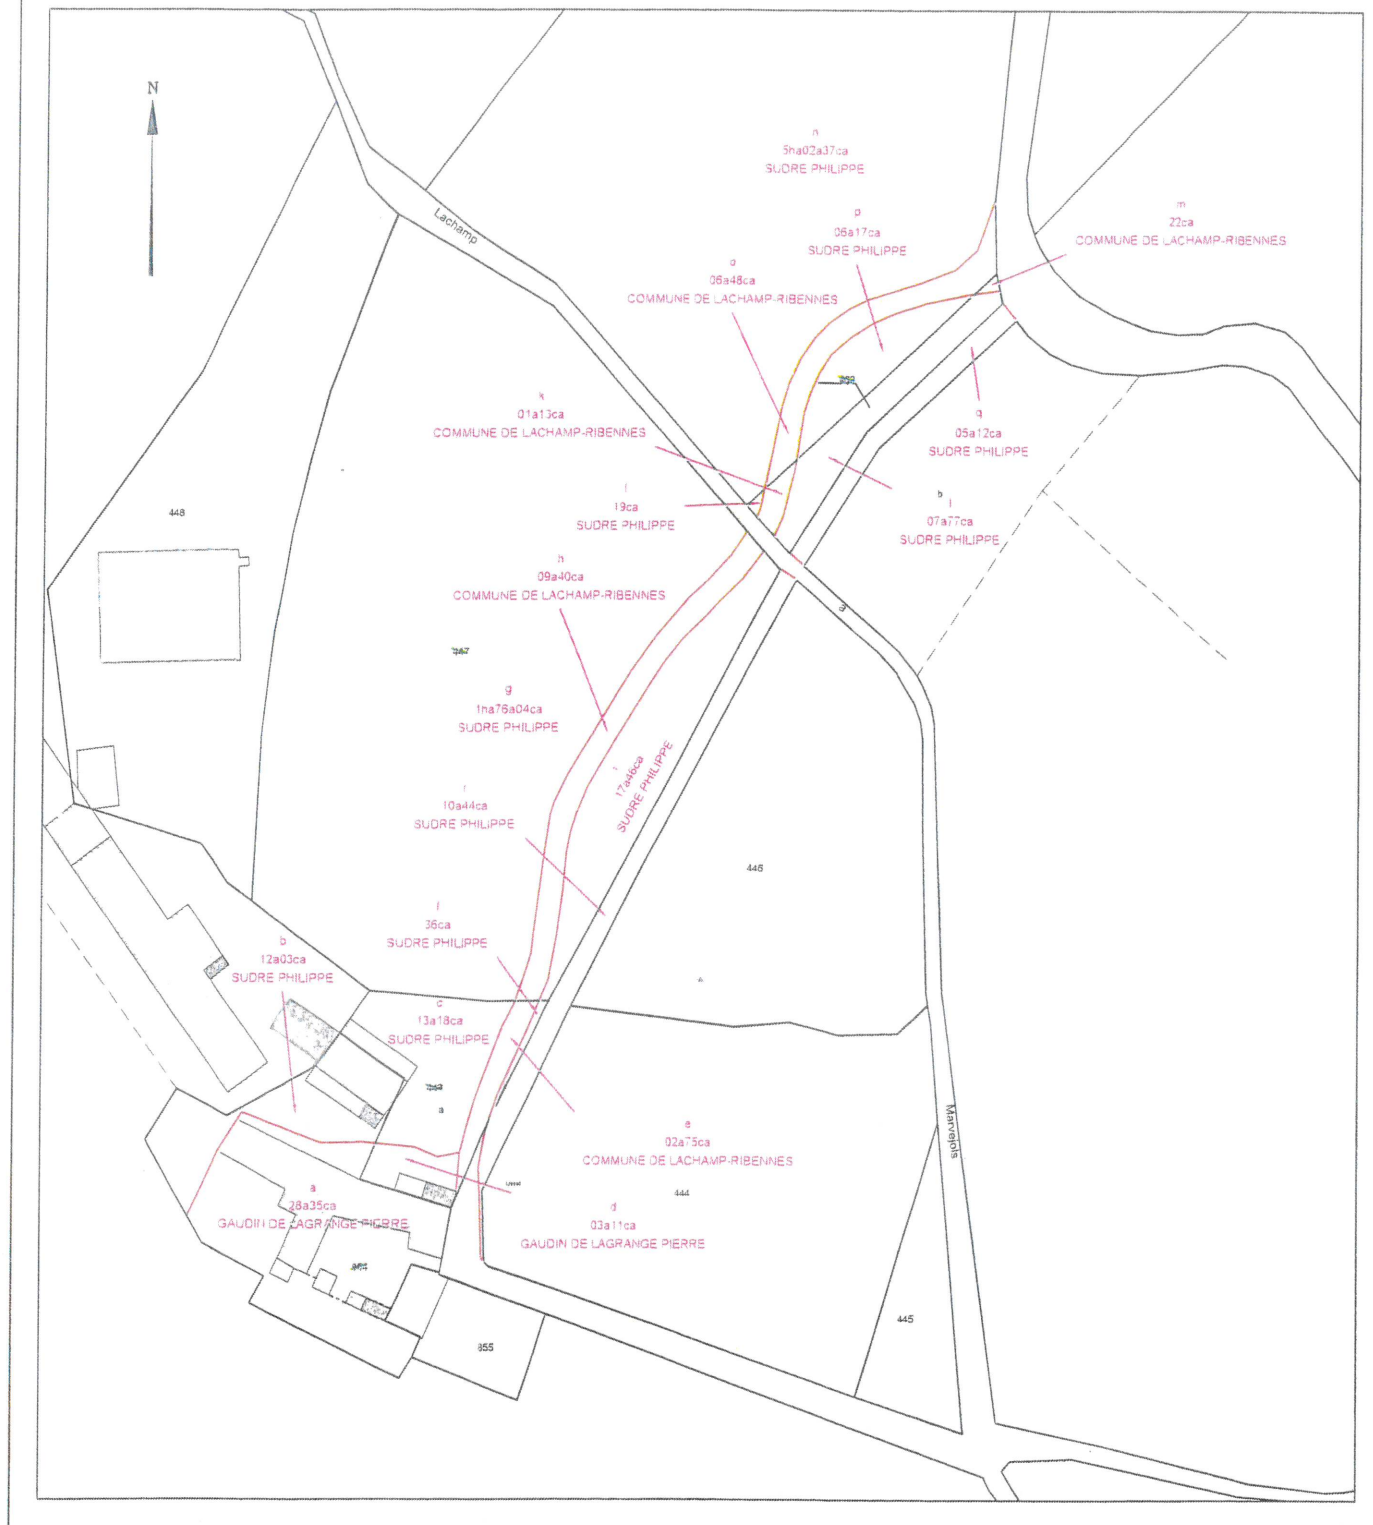 N
n
5ha02a37ca
SUDRE PHILIPPE
p
06a17ca
SUDRE PHILIPPE
m
22ca
COMMUNE DE LACHAMP-RIBENNES
Lachamp
o
06a48ca
COMMUNE DE LACHAMP-RIBENNES
k
01a13ca
COMMUNE DE LACHAMP-RIBENNES
q
05a12ca
SUDRE PHILIPPE
448
19ca
SUDRE PHILIPPE
b
l
07a77ca
SUDRE PHILIPPE
h
09a40ca
COMMUNE DE LACHAMP-RIBENNES
a
g
1ha76a04ca
SUDRE PHILIPPE
17a46ca
SUDRE PHILIPPE
10a44ca
SUDRE PHILIPPE
446
36ca
SUDRE PHILIPPE
b
12a03ca
SUDRE PHILIPPE
c
13a18ca
SUDRE PHILIPPE
a
Marvejols
e
02a75ca
COMMUNE DE LACHAMP-RIBENNES
444
a
28a35ca
GAUDIN DE LAGRANGE PIERRE
d
03a11ca
GAUDIN DE LAGRANGE PIERRE
445
855